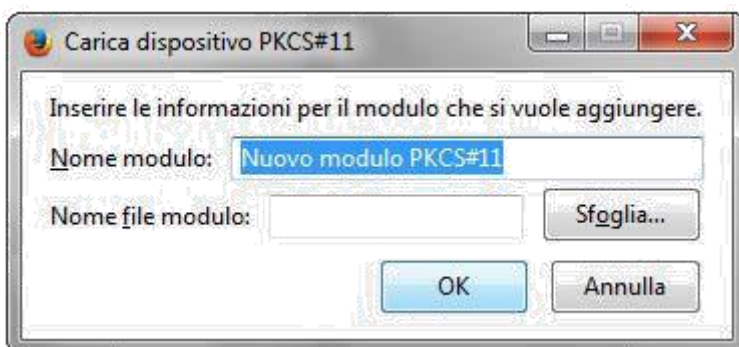 Carica dispositivo PKCS#11
Inserire le informazioni per il modulo che si vuole aggiungere.
Nome modulo: Nuovo modulo PKCS#11
Nome file modulo: Sfoglia...
OK Annulla